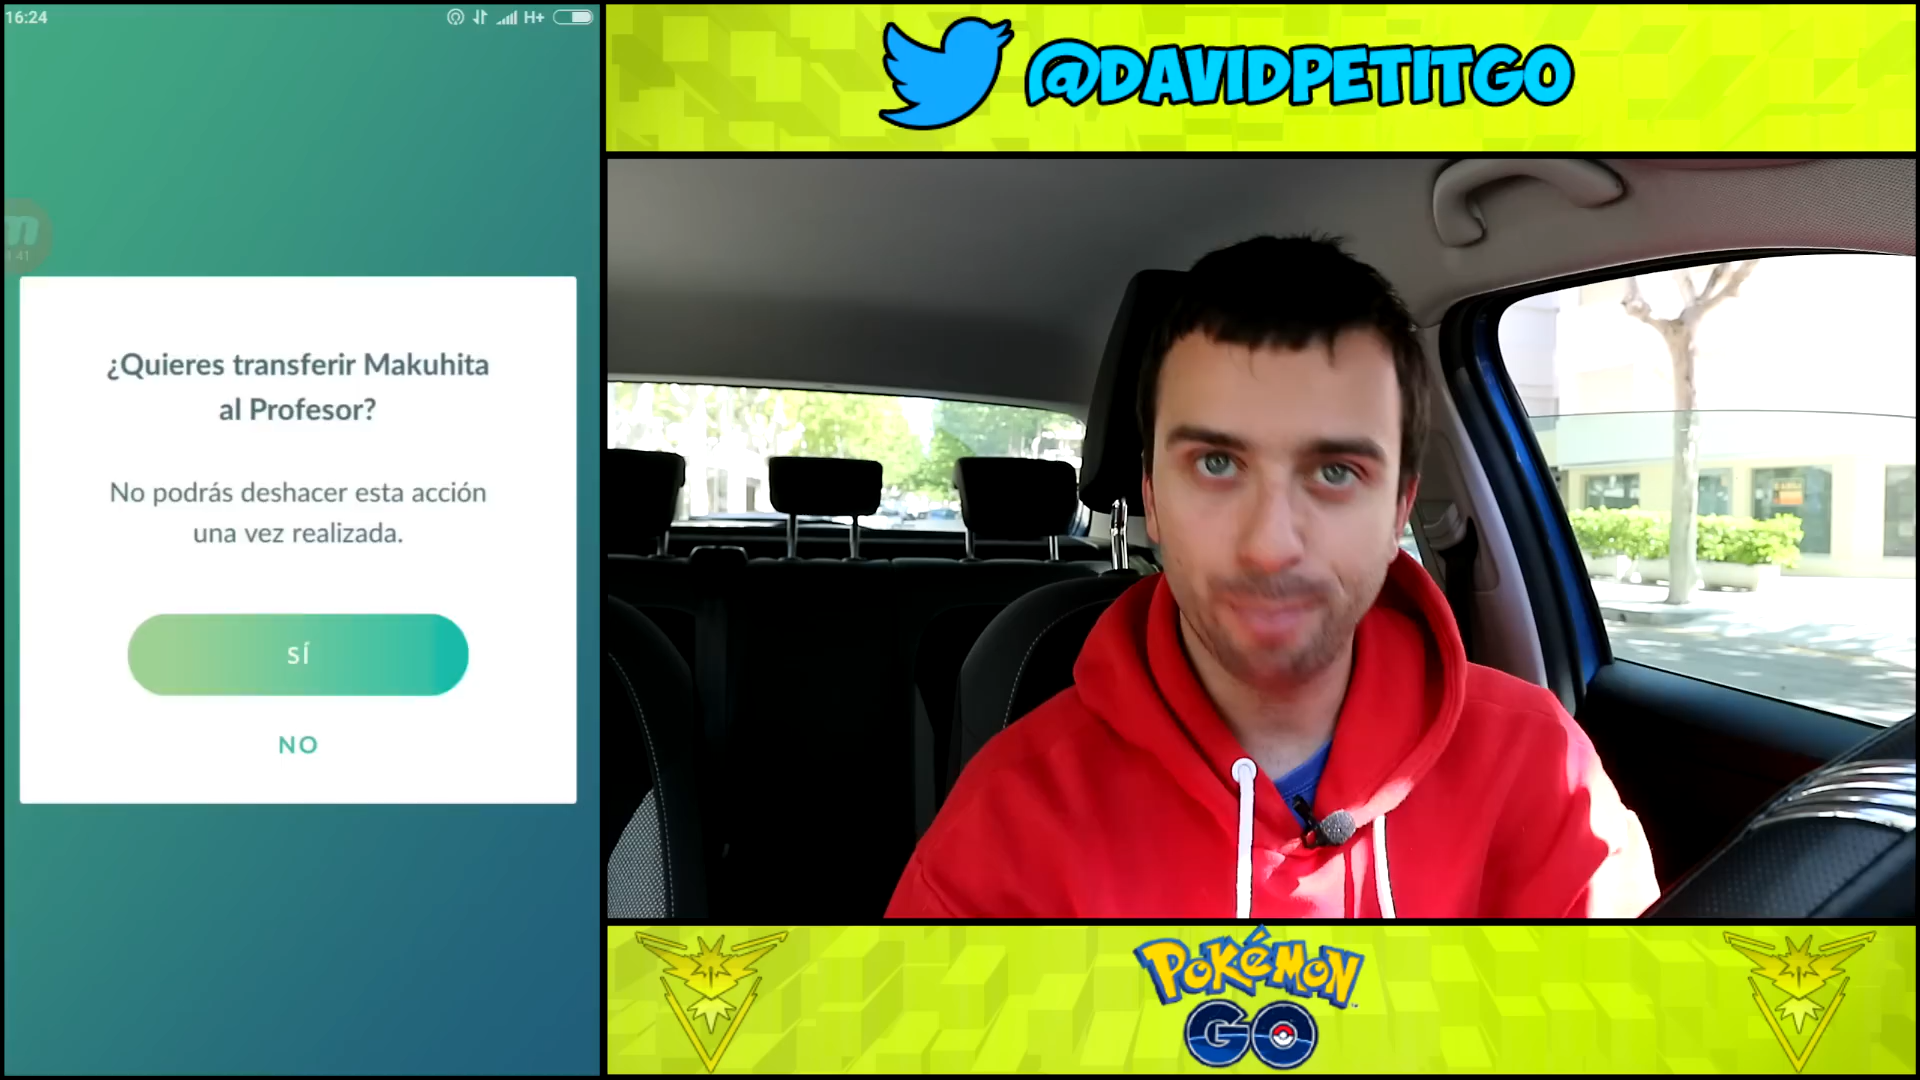 16:24
H+
@DAVIDPETITGO
¿Quieres transferir Makuhita
al Profesor?
No podrás deshacer esta acción
una vez realizada.
SÍ
NO
POKéMON
GO